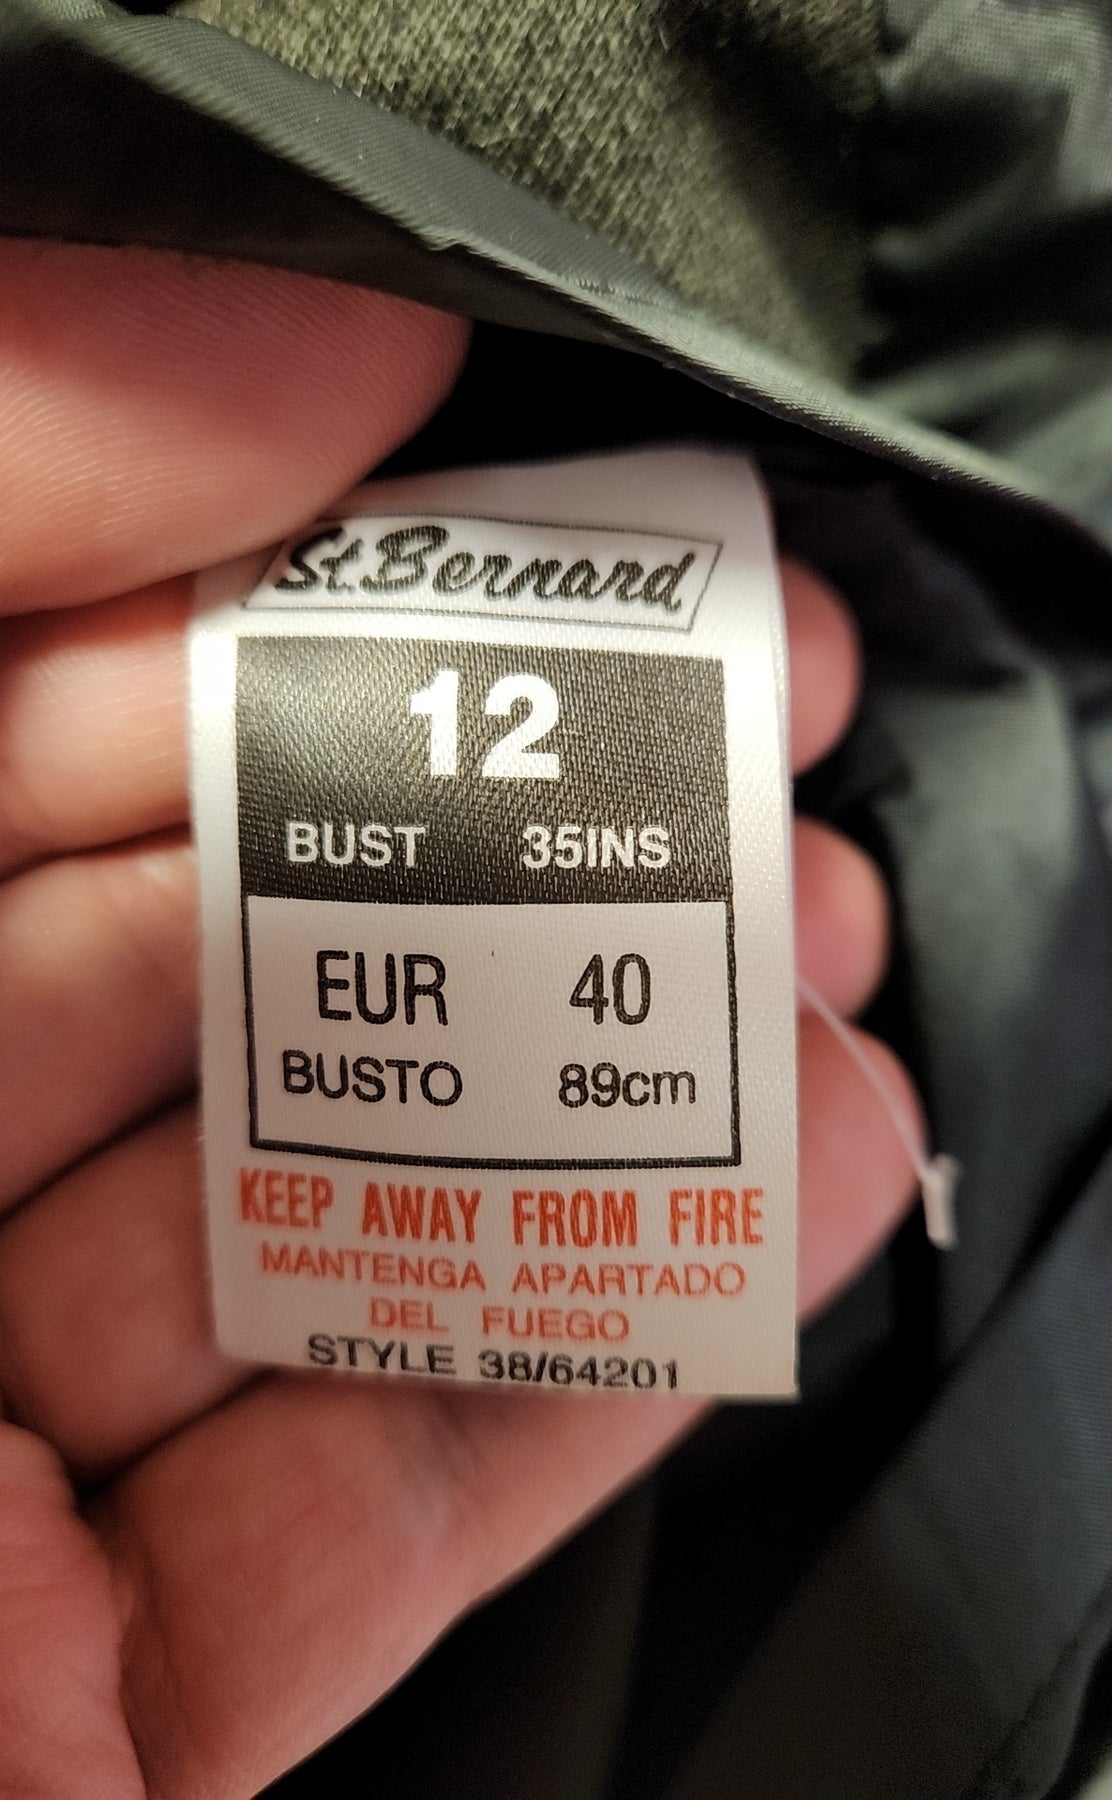 St.Bernard
12
BUST 35INS
EUR 40
BUSTO 89cm
KEEP AWAY FROM FIRE
MANTENGA APARTADO
DEL FUEGO
STYLE 38/64201